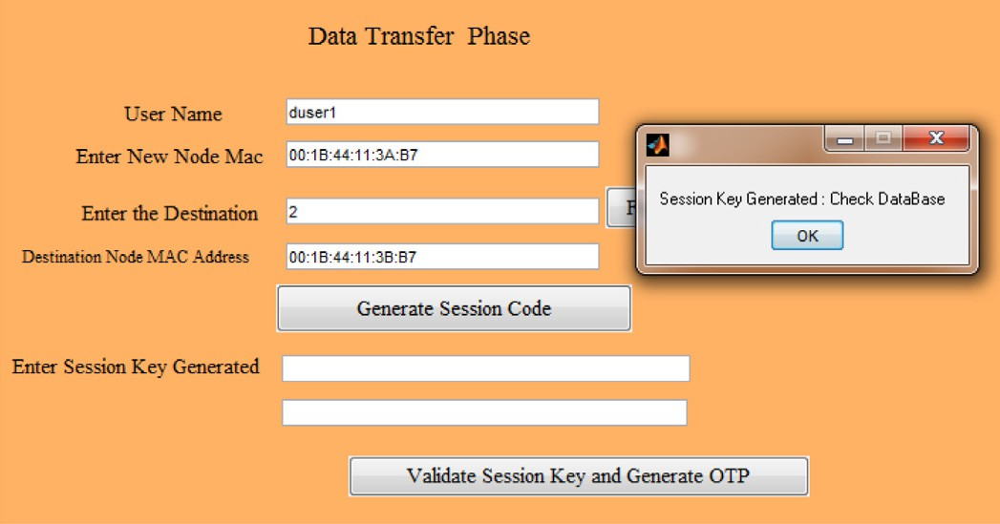 Data Transfer Phase
User Name
duser1
Enter New Node Mac
00:1B:44:11:3A:B7
Enter the Destination
2
Destination Node MAC Address
00:1B:44:11:3B:B7
Session Key Generated : Check DataBase
OK
Generate Session Code
Enter Session Key Generated
Validate Session Key and Generate OTP